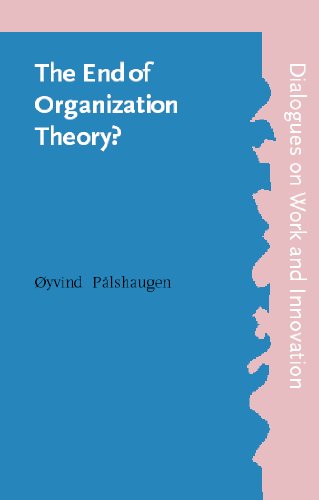 The End of
Organization
Theory?
Øyvind Pålshaugen
Dialogues on Work and Innovation